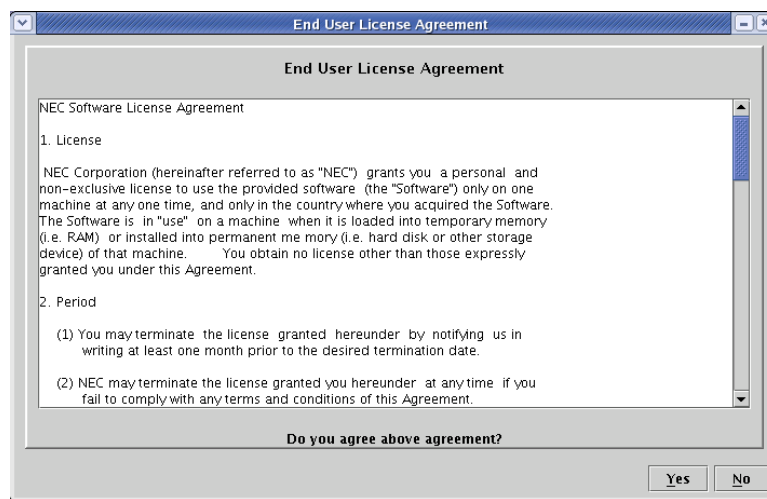 End User License Agreement
End User License Agreement
NEC Software License Agreement
1. License
NEC Corporation (hereinafter referred to as "NEC") grants you a personal and
non-exclusive license to use the provided software (the "Software") only on one
machine at any one time, and only in the country where you acquired the Software.
The Software is in "use" on a machine when it is loaded into temporary memory
(i.e. RAM) or installed into permanent me mory (i.e. hard disk or other storage
device) of that machine. You obtain no license other than those expressly
granted you under this Agreement.
2. Period
(1) You may terminate the license granted hereunder by notifying us in
writing at least one month prior to the desired termination date.
(2) NEC may terminate the license granted you hereunder at any time if you
fail to comply with any terms and conditions of this Agreement.
Do you agree above agreement?
Yes No